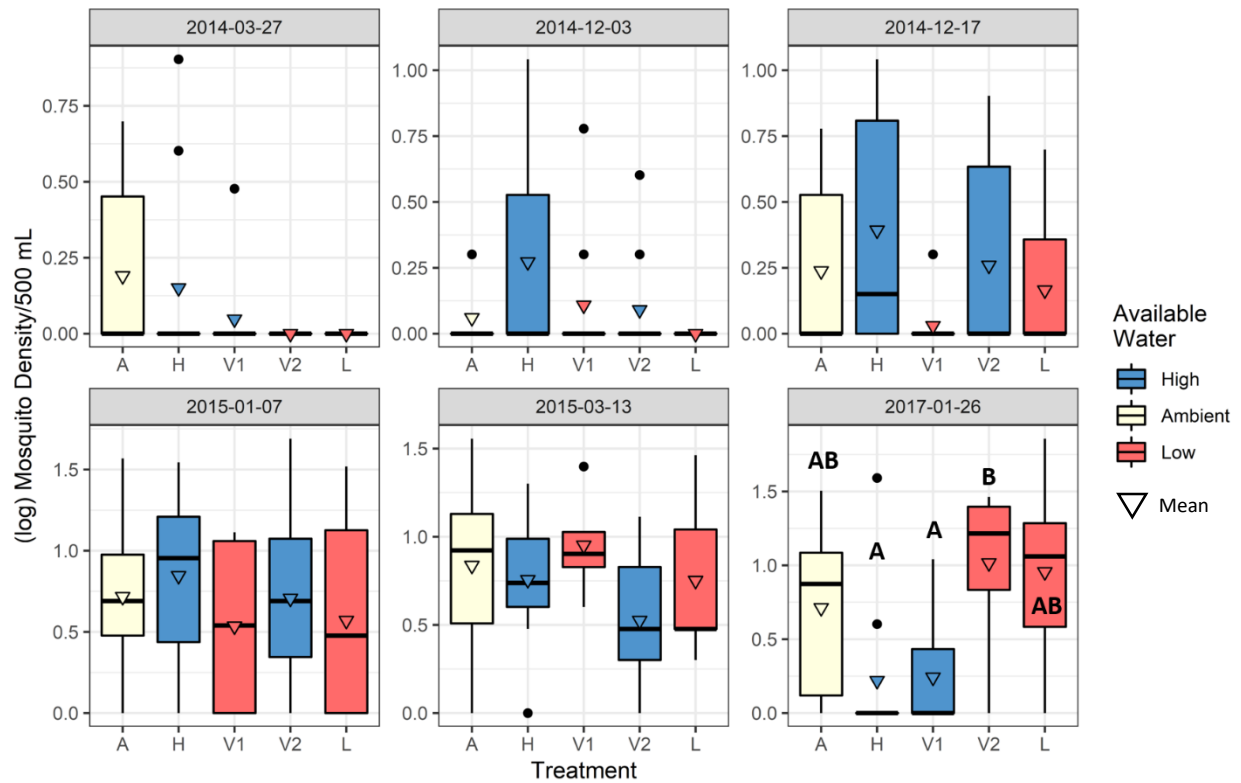 2014-03-27
2014-12-03
2014-12-17
0.75
0.50
0.25
0.00
A H V1 V2 L
1.00
0.75
0.50
0.25
0.00
A H V1 V2 L
1.00
0.75
0.50
0.25
0.00
A H V1 V2 L
2015-01-07
2015-03-13
2017-01-26
1.5
1.0
0.5
0.0
A H V1 V2 L
1.5
1.0
0.5
0.0
A H V1 V2 L
1.5
1.0
0.5
0.0
AB
A
A
B
AB
A H V1 V2 L
(log) Mosquito Density/500 mL
Treatment
Available
Water
High
Ambient
Low
Mean